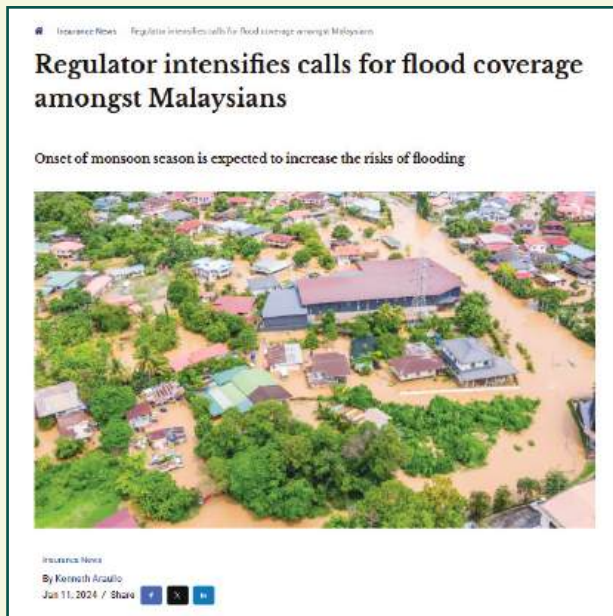 Insurance News Regulator intensifies calls for flood coverage amongst Malaysians
Regulator intensifies calls for flood coverage
amongst Malaysians
Onset of monsoon season is expected to increase the risks of flooding
Insurance News
By Kenneth Araullo
Jan 11, 2024 / Share